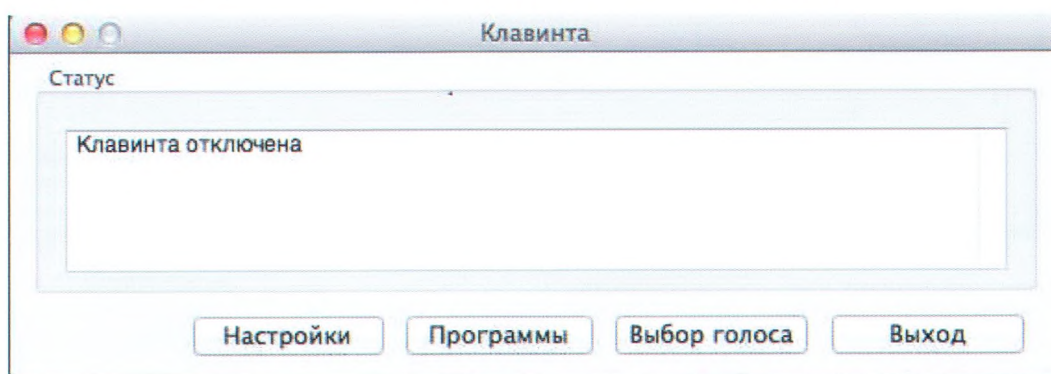 Клавинта
Статус
Клавинта отключена
Настройки Программы Выбор голоса Выход